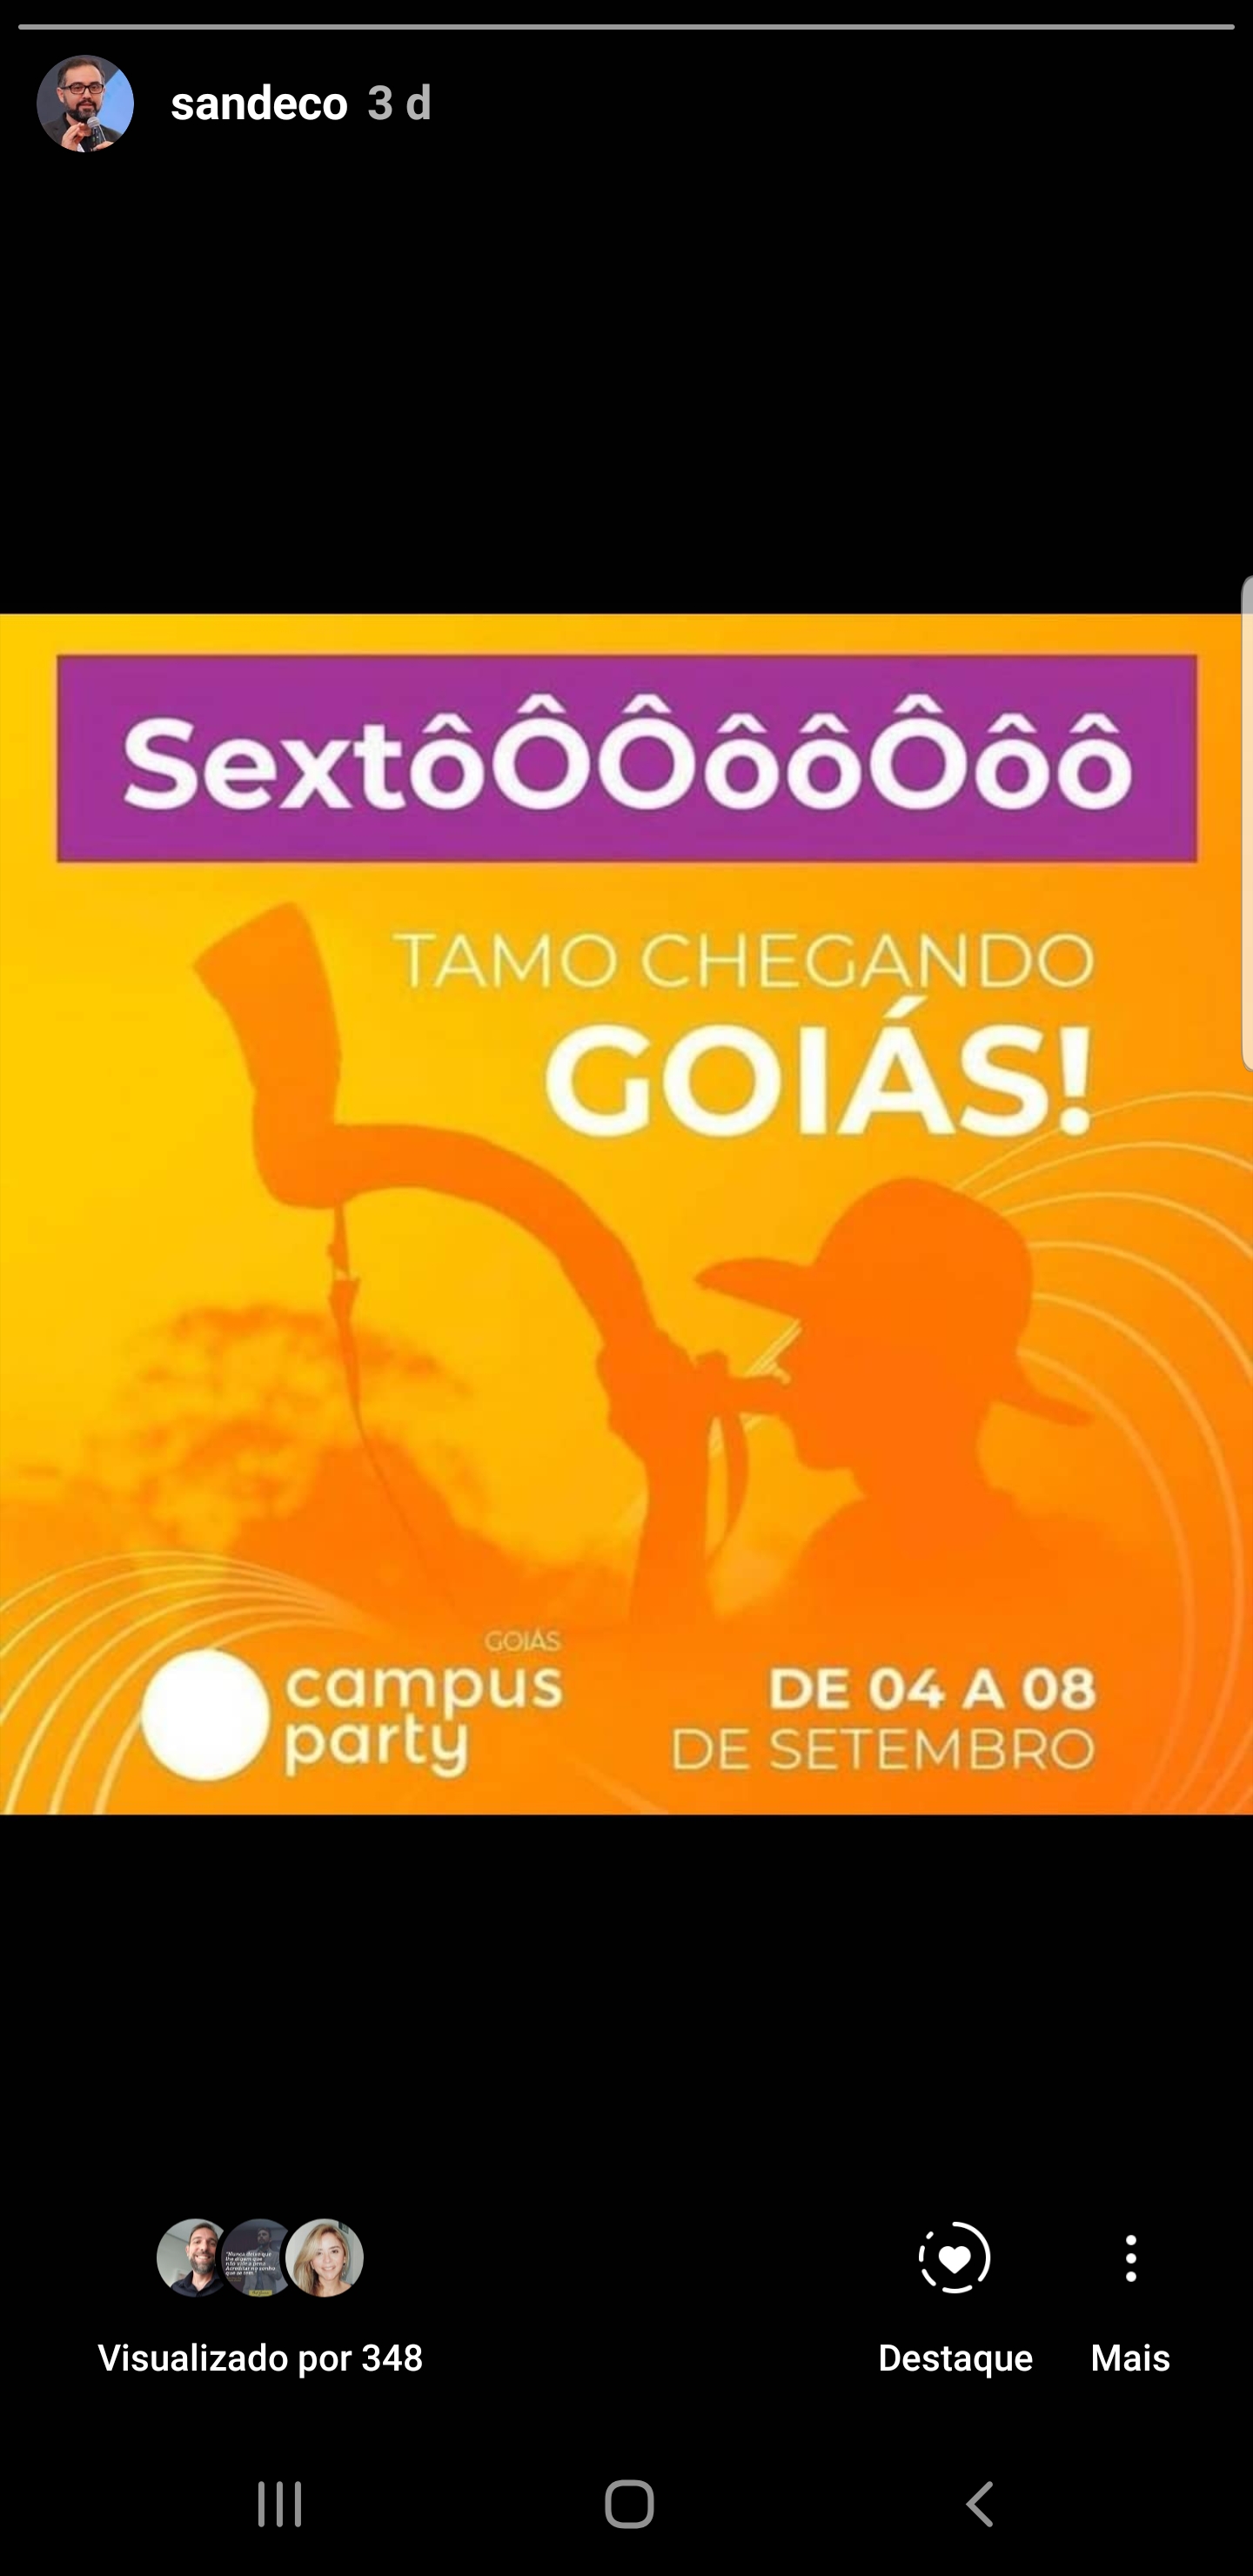 sandeco 3 d
SextôÔÔôôÔôô
TAMO CHEGANDO
GOIÁS!
GOIÁS
campus
party
DE 04 A 08
DE SETEMBRO
Visualizado por 348
Destaque
Mais